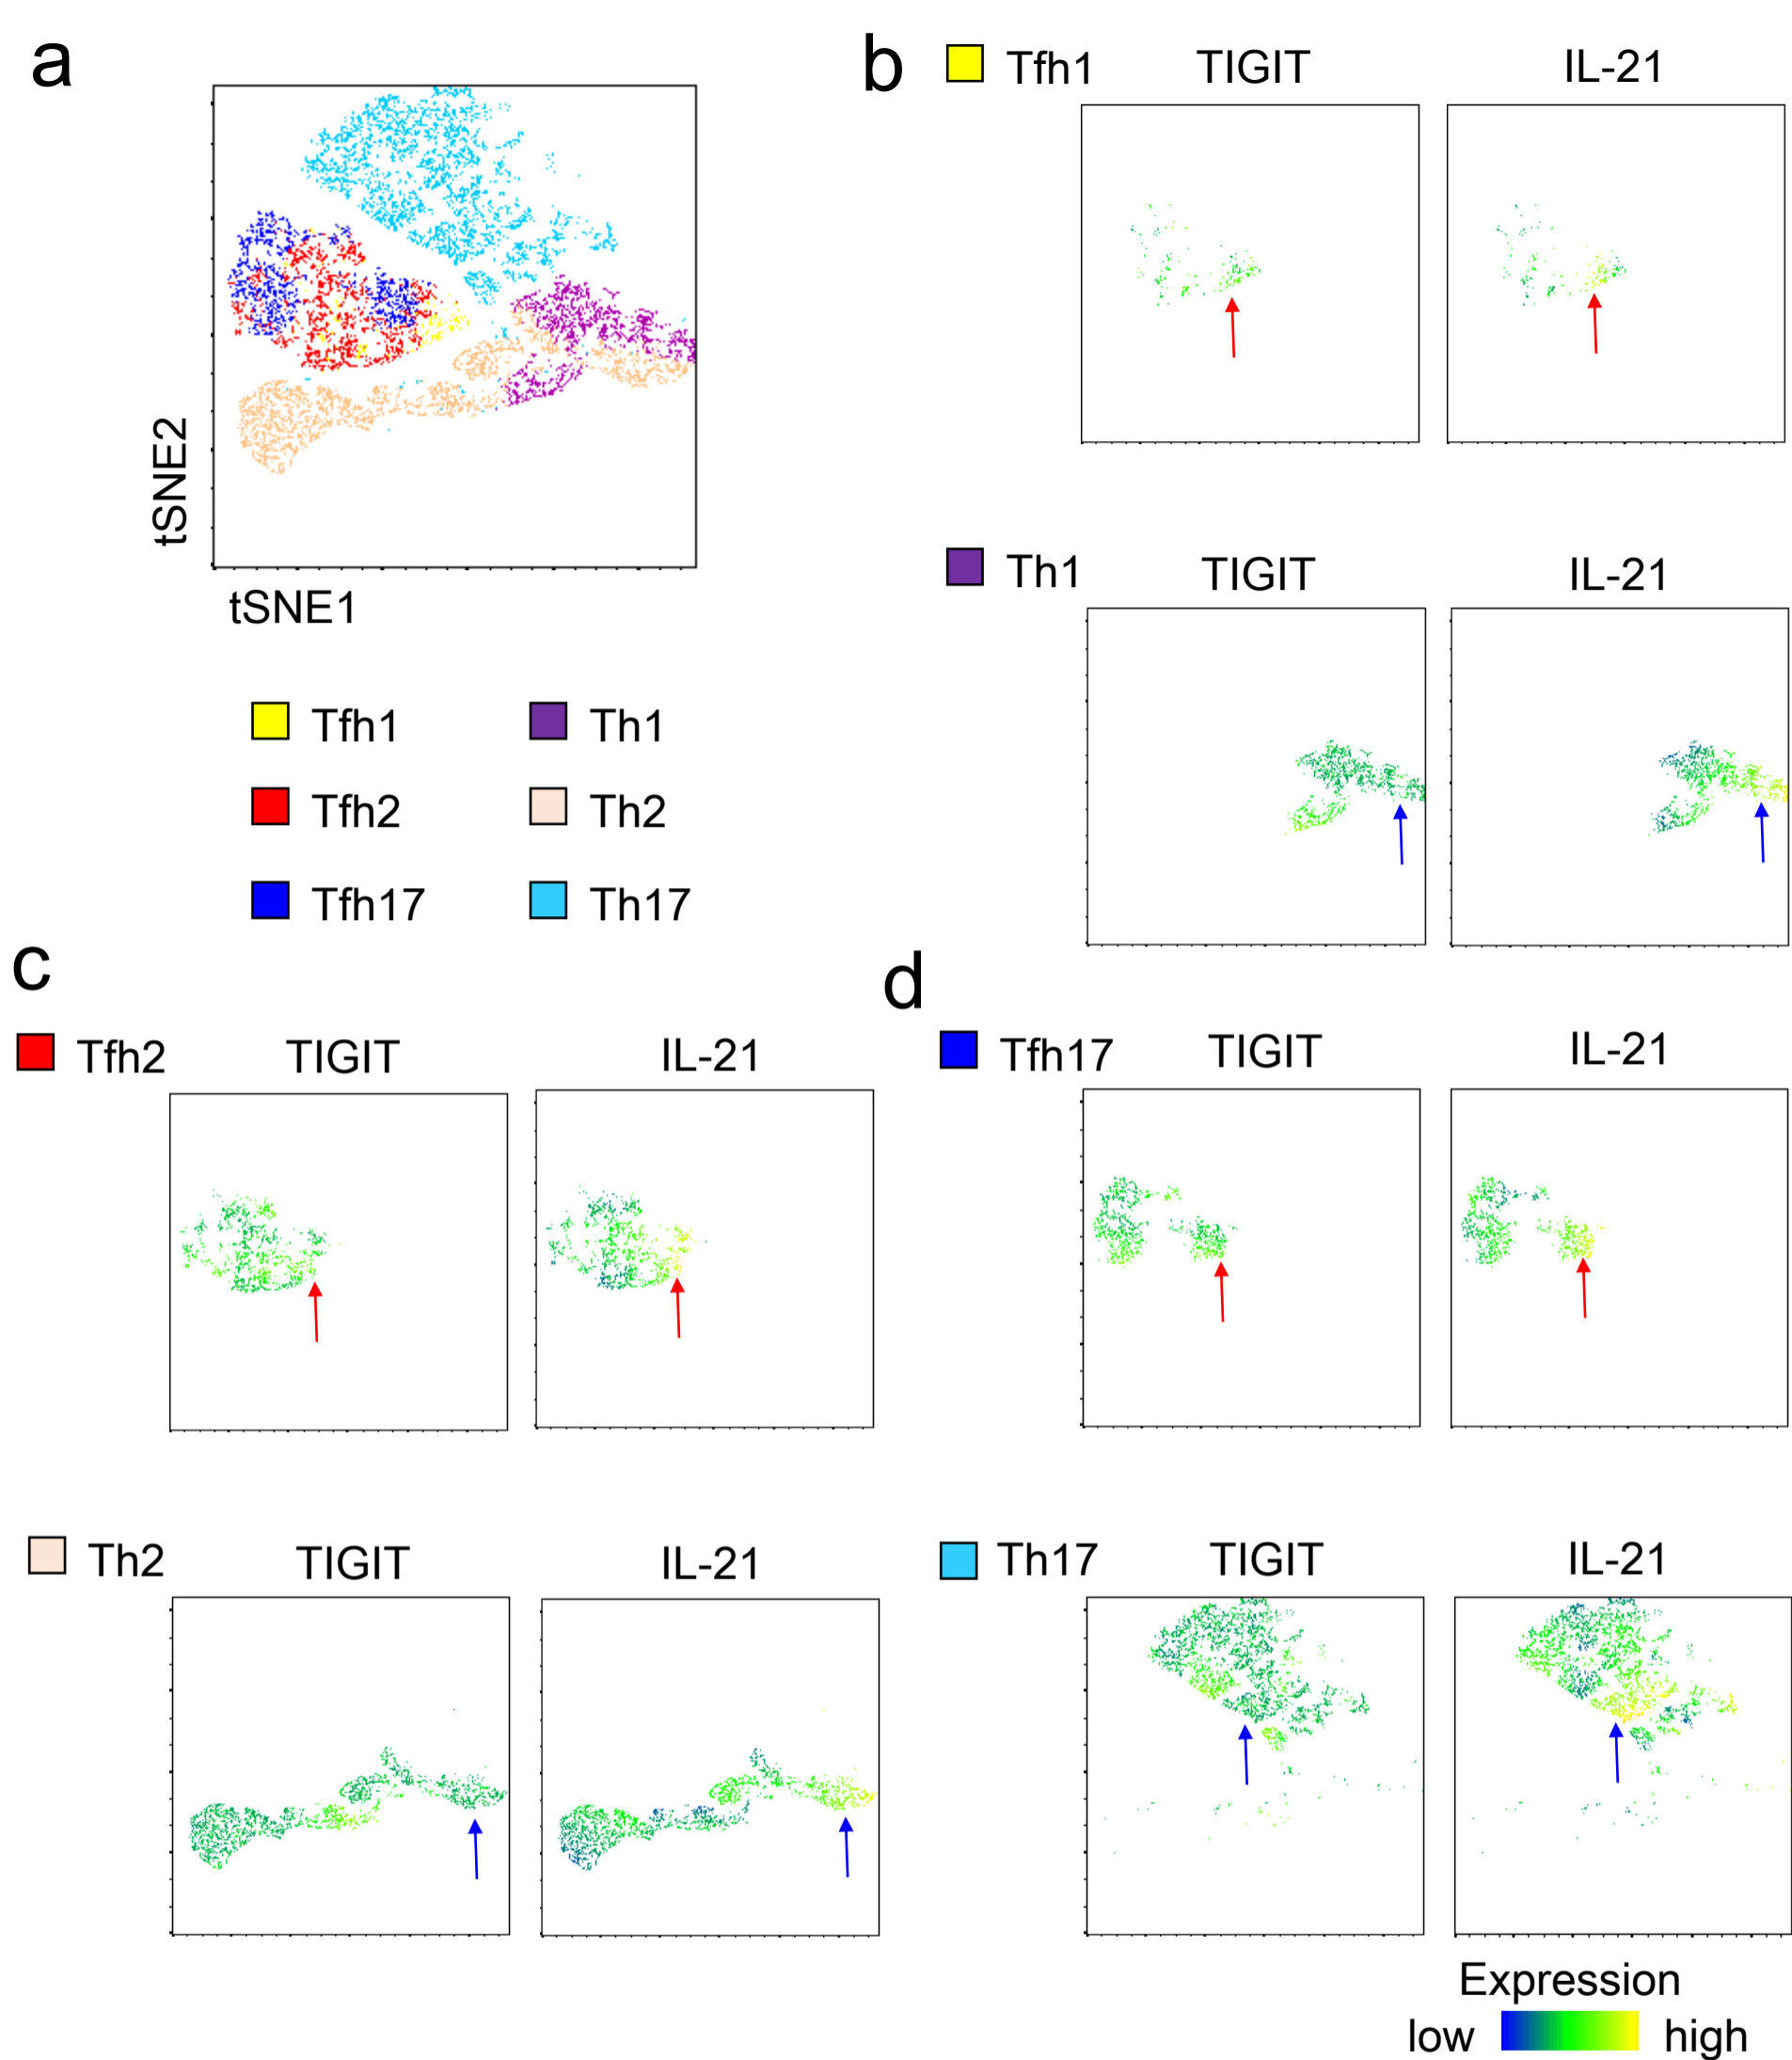 a
tSNE2
tSNE1
Tfh1
Th1
Tfh2
Th2
Tfh17
Th17
b
Tfh1 TIGIT IL-21
Th1 TIGIT IL-21
c
Tfh2 TIGIT IL-21
Th2 TIGIT IL-21
d
Tfh17 TIGIT IL-21
Th17 TIGIT IL-21
Expression
low high